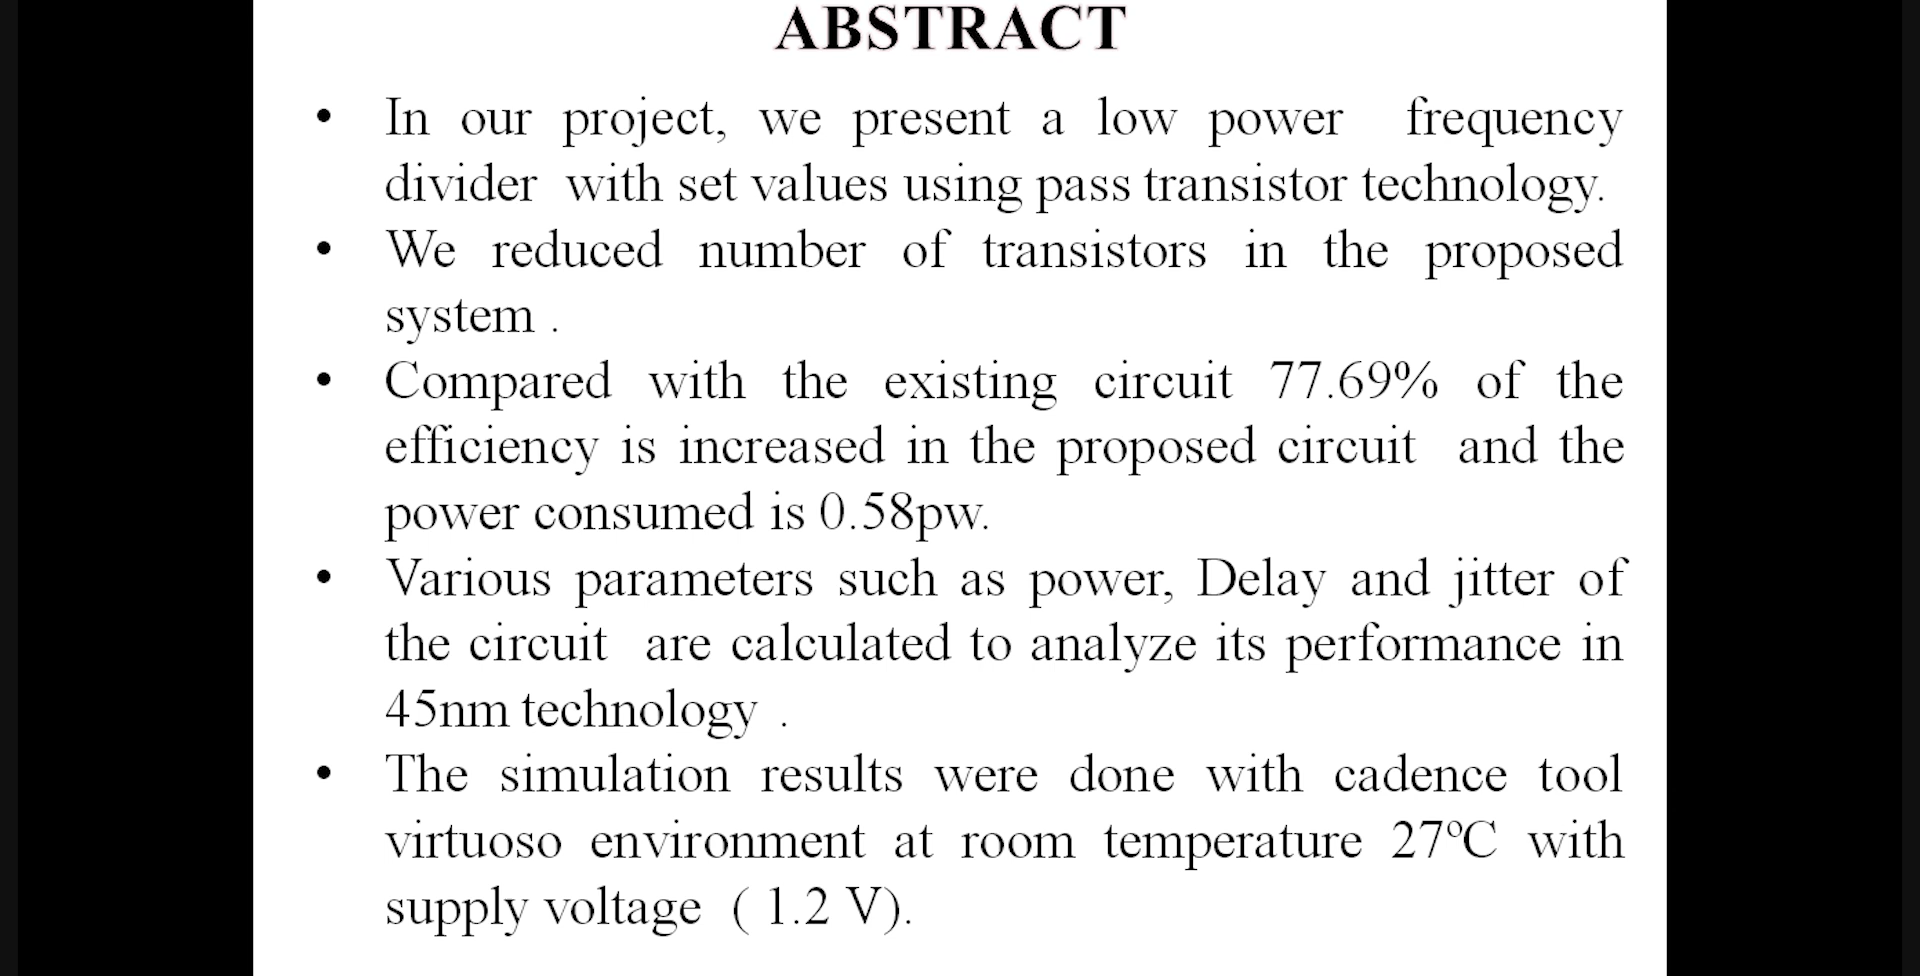 ABSTRACT
• In our project, we present a low power frequency
divider with set values using pass transistor technology.
• We reduced number of transistors in the proposed
system .
• Compared with the existing circuit 77.69% of the
efficiency is increased in the proposed circuit and the
power consumed is 0.58pw.
• Various parameters such as power, Delay and jitter of
the circuit are calculated to analyze its performance in
45nm technology .
• The simulation results were done with cadence tool
virtuoso environment at room temperature 27ºC with
supply voltage ( 1.2 V).